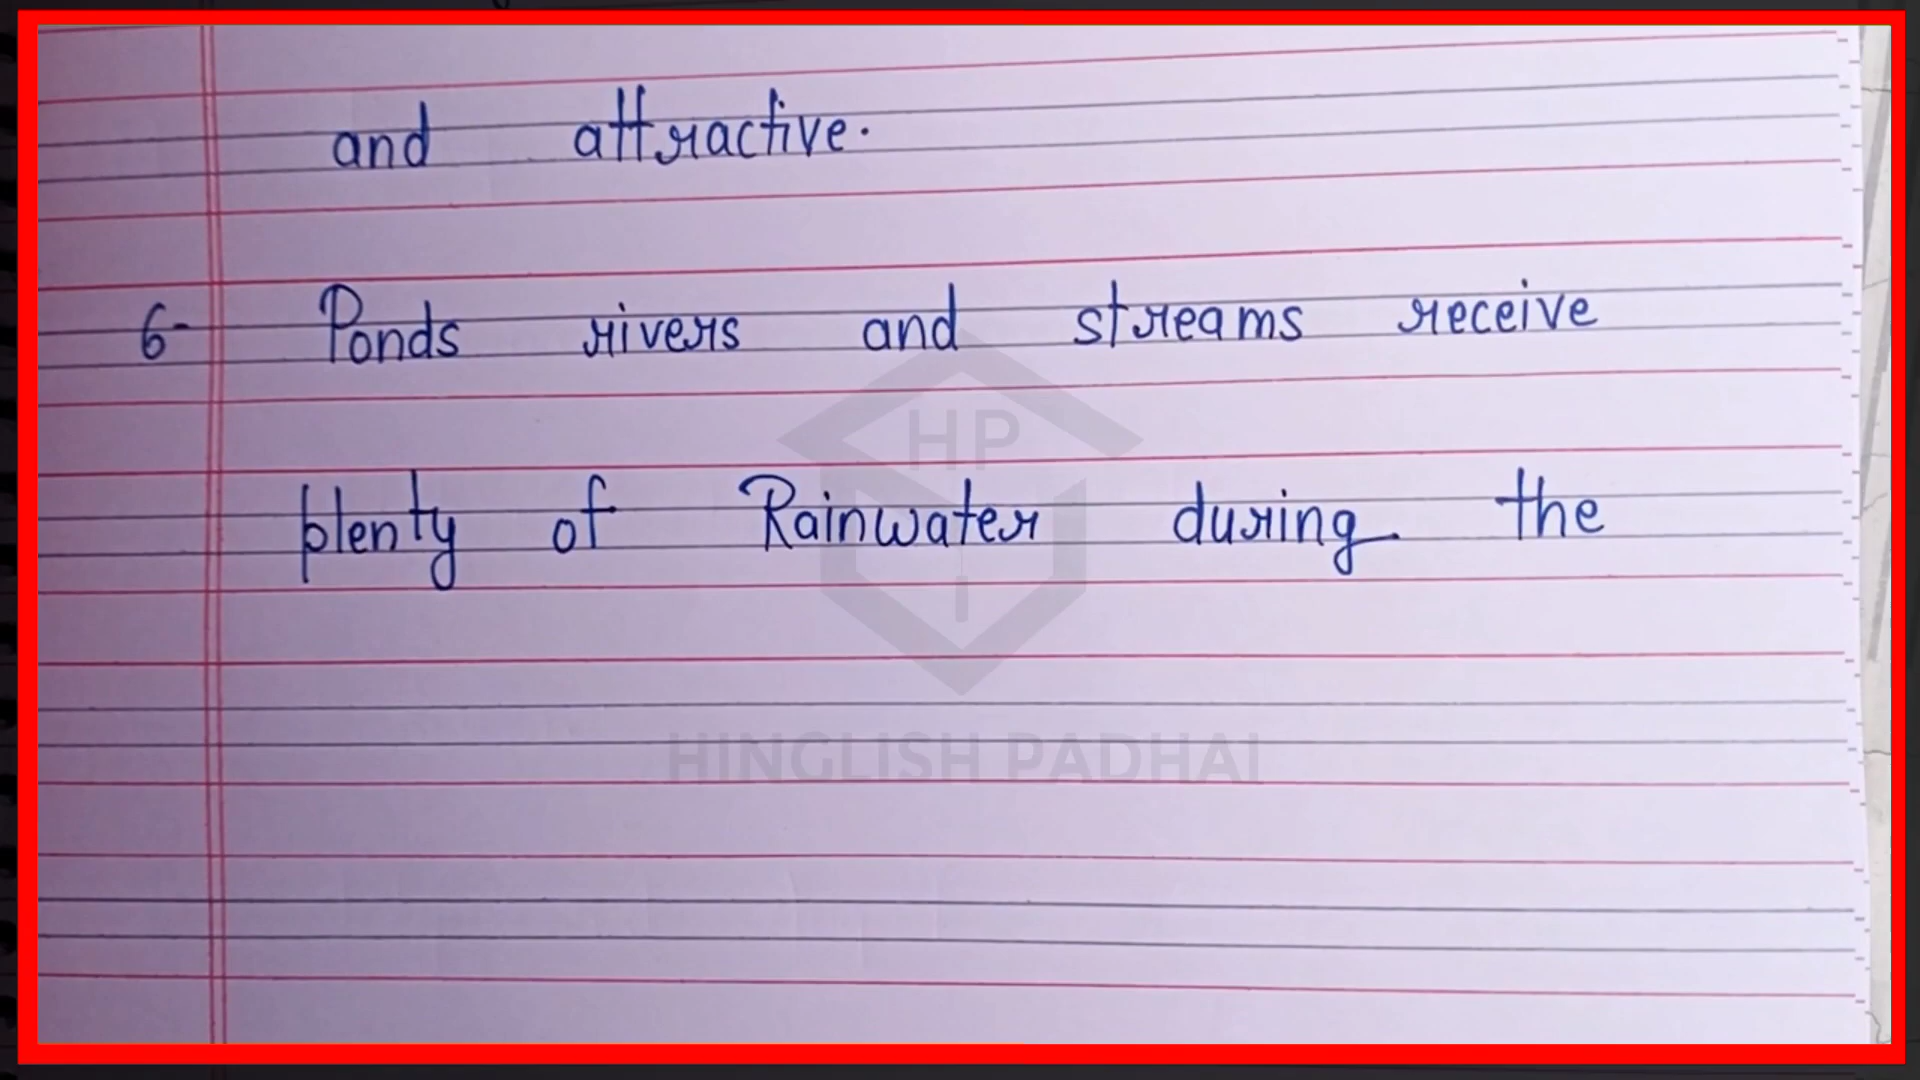 and attractive.
6- Ponds rivers and streams receive
HP
plenty of Rainwater during the
I
HINGLISH PADHAI